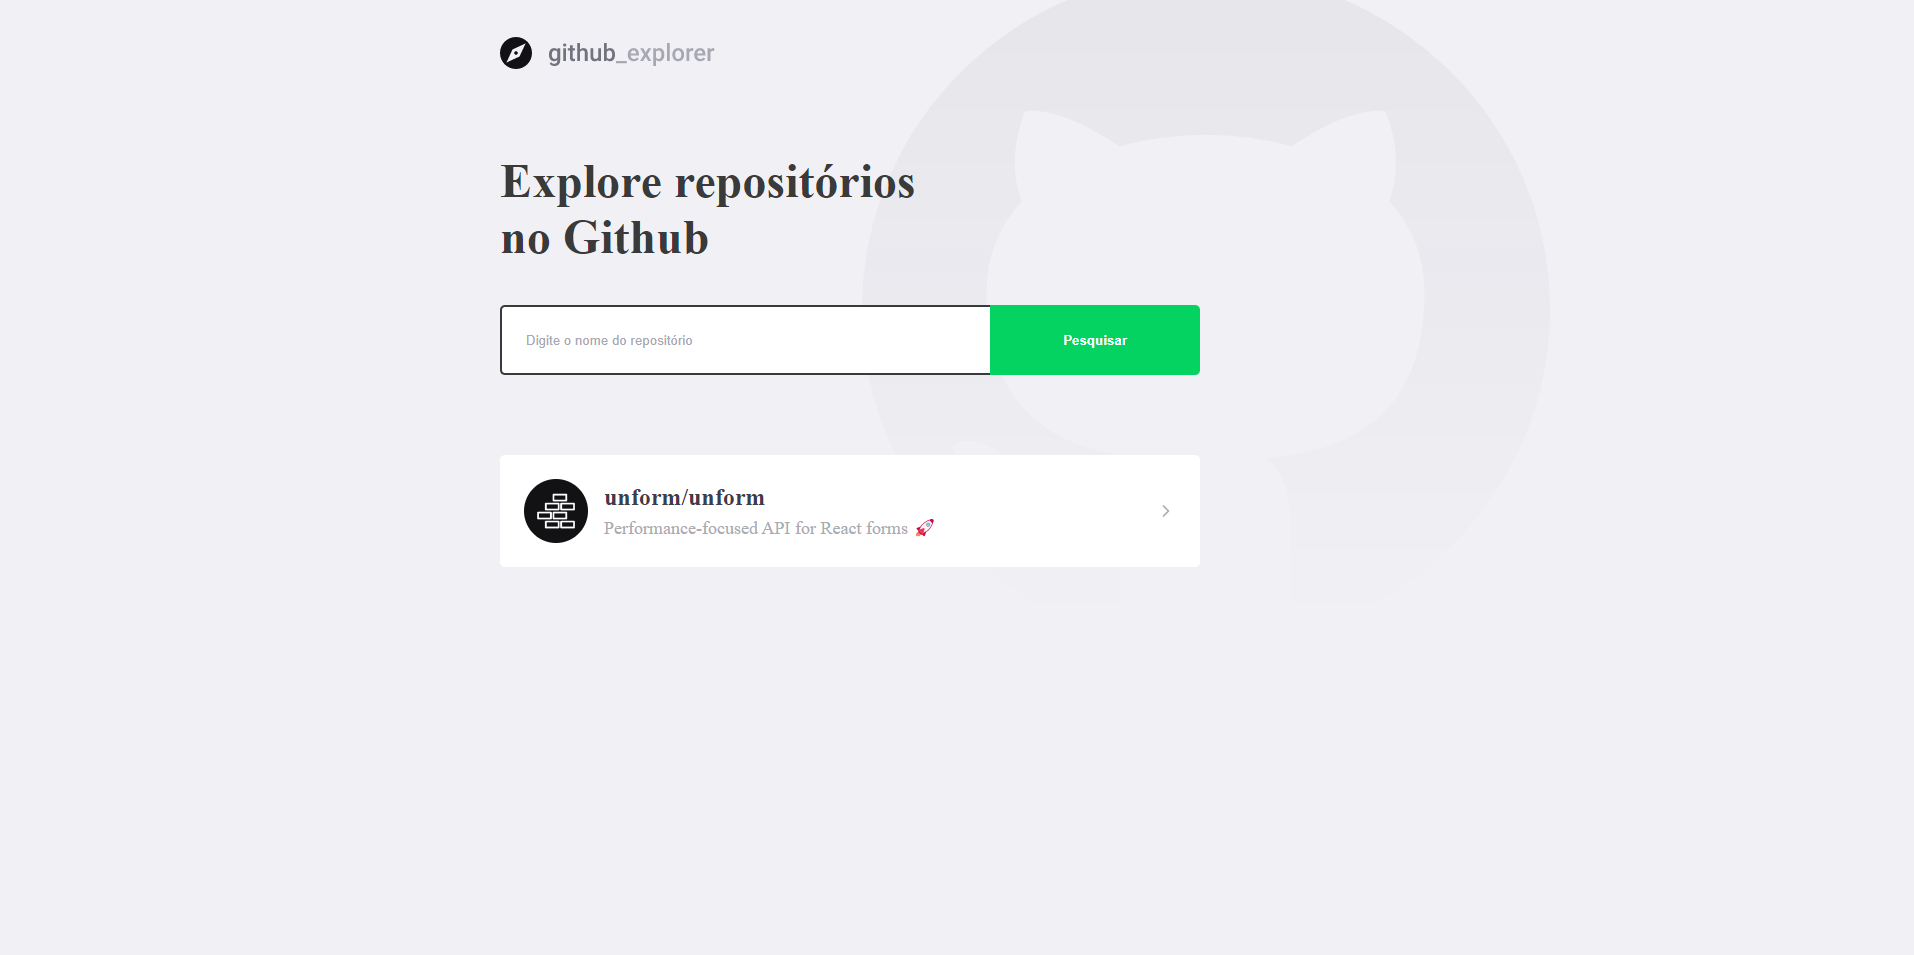 github_explorer
Explore repositórios
no Github
Digite o nome do repositório
Pesquisar
unform/unform
Performance-focused API for React forms 🚀